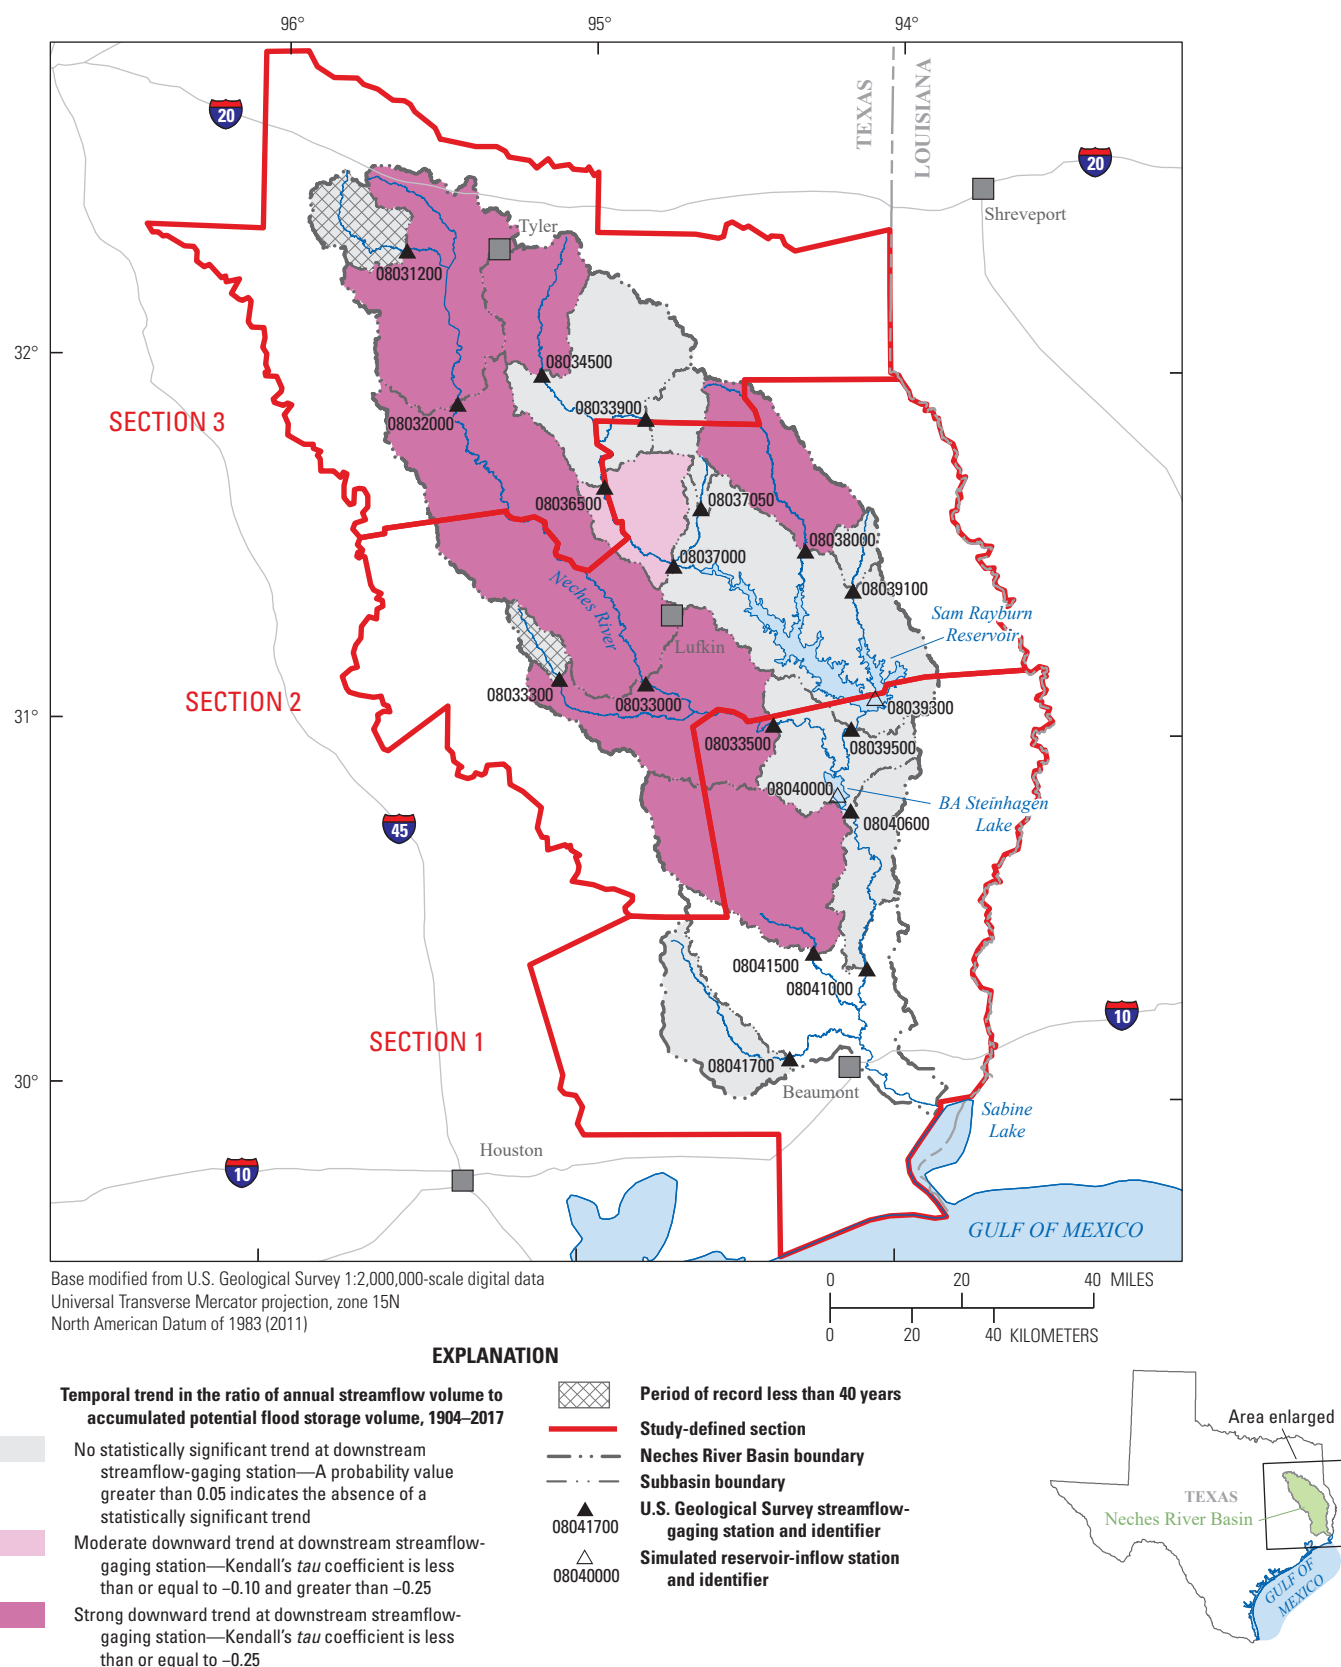 96°
95°
94°
TEXAS
LOUISIANA
20
20
Shreveport
Tyler
08031200
32°
08034500
08033900
08032000
SECTION 3
08036500
08037050
08038000
08037000
08039100
Neches River
Sam Rayburn
Reservoir
Lufkin
SECTION 2
08033300
08033000
08039300
31°
08033500
08039500
08040000
BA Steinhagen
Lake
08040600
45
08041500
08041000
10
SECTION 1
08041700
30°
Beaumont
Sabine
Lake
Houston
10
GULF OF MEXICO
Base modified from U.S. Geological Survey 1:2,000,000-scale digital data
Universal Transverse Mercator projection, zone 15N
North American Datum of 1983 (2011)
0 20 40 MILES
0 20 40 KILOMETERS
EXPLANATION
Temporal trend in the ratio of annual streamflow volume to
accumulated potential flood storage volume, 1904–2017
No statistically significant trend at downstream
streamflow-gaging station—A probability value
greater than 0.05 indicates the absence of a
statistically significant trend
Moderate downward trend at downstream streamflow-
gaging station—Kendall's tau coefficient is less
than or equal to −0.10 and greater than −0.25
Strong downward trend at downstream streamflow-
gaging station—Kendall's tau coefficient is less
than or equal to −0.25
Period of record less than 40 years
Study-defined section
Neches River Basin boundary
Subbasin boundary
08041700
U.S. Geological Survey streamflow-
gaging station and identifier
08040000
Simulated reservoir-inflow station
and identifier
Area enlarged
TEXAS
Neches River Basin
GULF OF
MEXICO